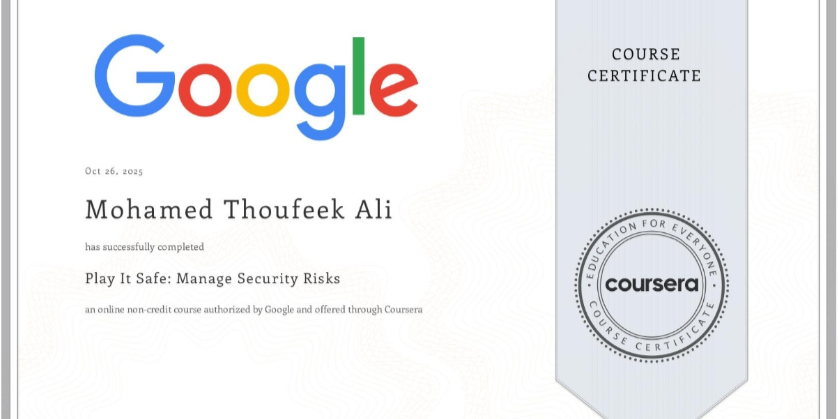 Google
Oct 26, 2025
Mohamed Thoufeek Ali
has successfully completed
Play It Safe: Manage Security Risks
an online non-credit course authorized by Google and offered through Coursera
COURSE
CERTIFICATE
EDUCATION FOR EVERYONE
coursera
COURSE CERTIFICATE